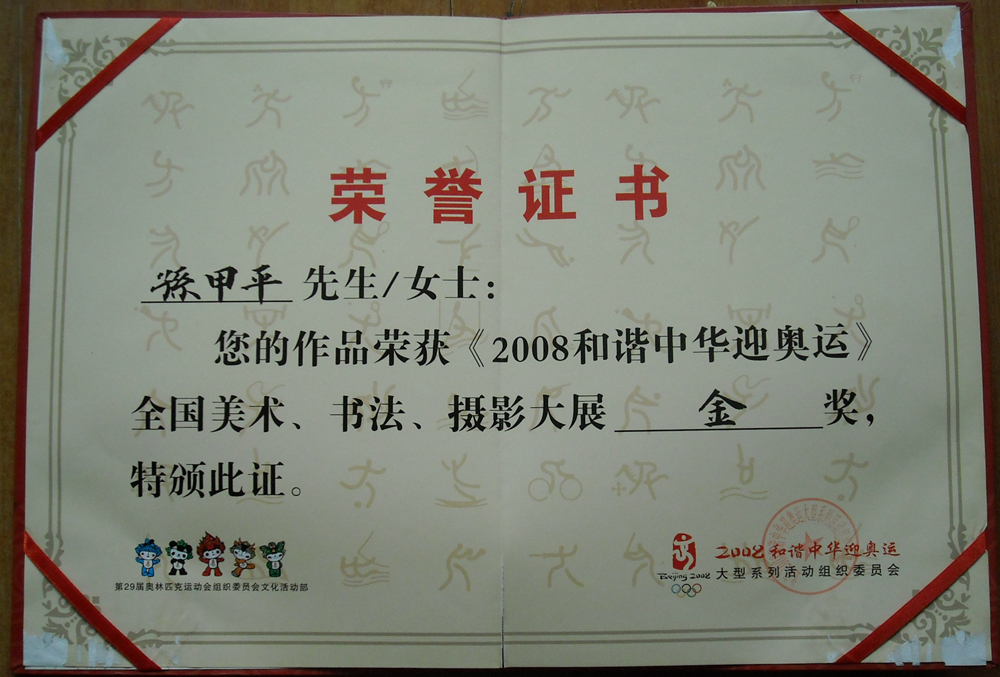 荣誉证书
孫甲平 先生/女士：
您的作品荣获《2008和谐中华迎奥运》
全国美术、书法、摄影大展 金 奖，
特颁此证。
第29届奥林匹克运动会组织委员会文化活动部
Beijing 2008
2008和谐中华迎奥运
大型系列活动组织委员会